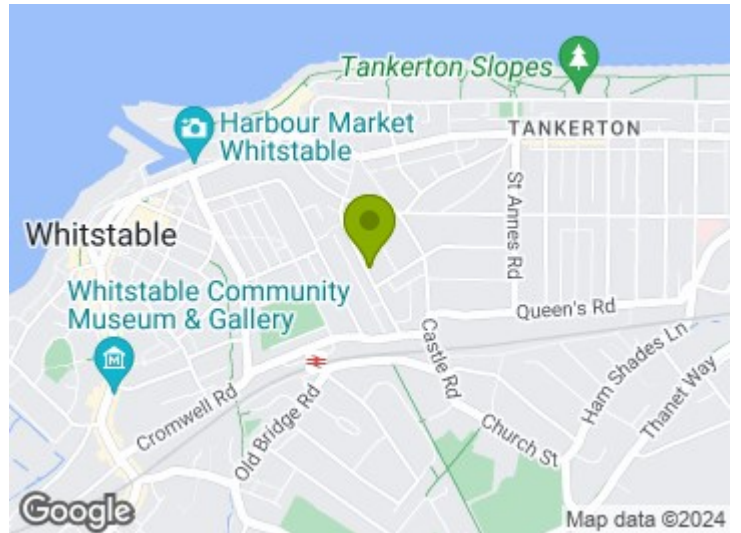 Tankerton Slopes
Harbour Market
Whitstable
TANKERTON
St Annes Rd
Whitstable
Whitstable Community
Museum & Gallery
M
Queen's Rd
Castle Rd
Ham Shades Ln
Thanet Way
Cromwell Rd
Old Bridge Rd
Church St
Google
Map data ©2024